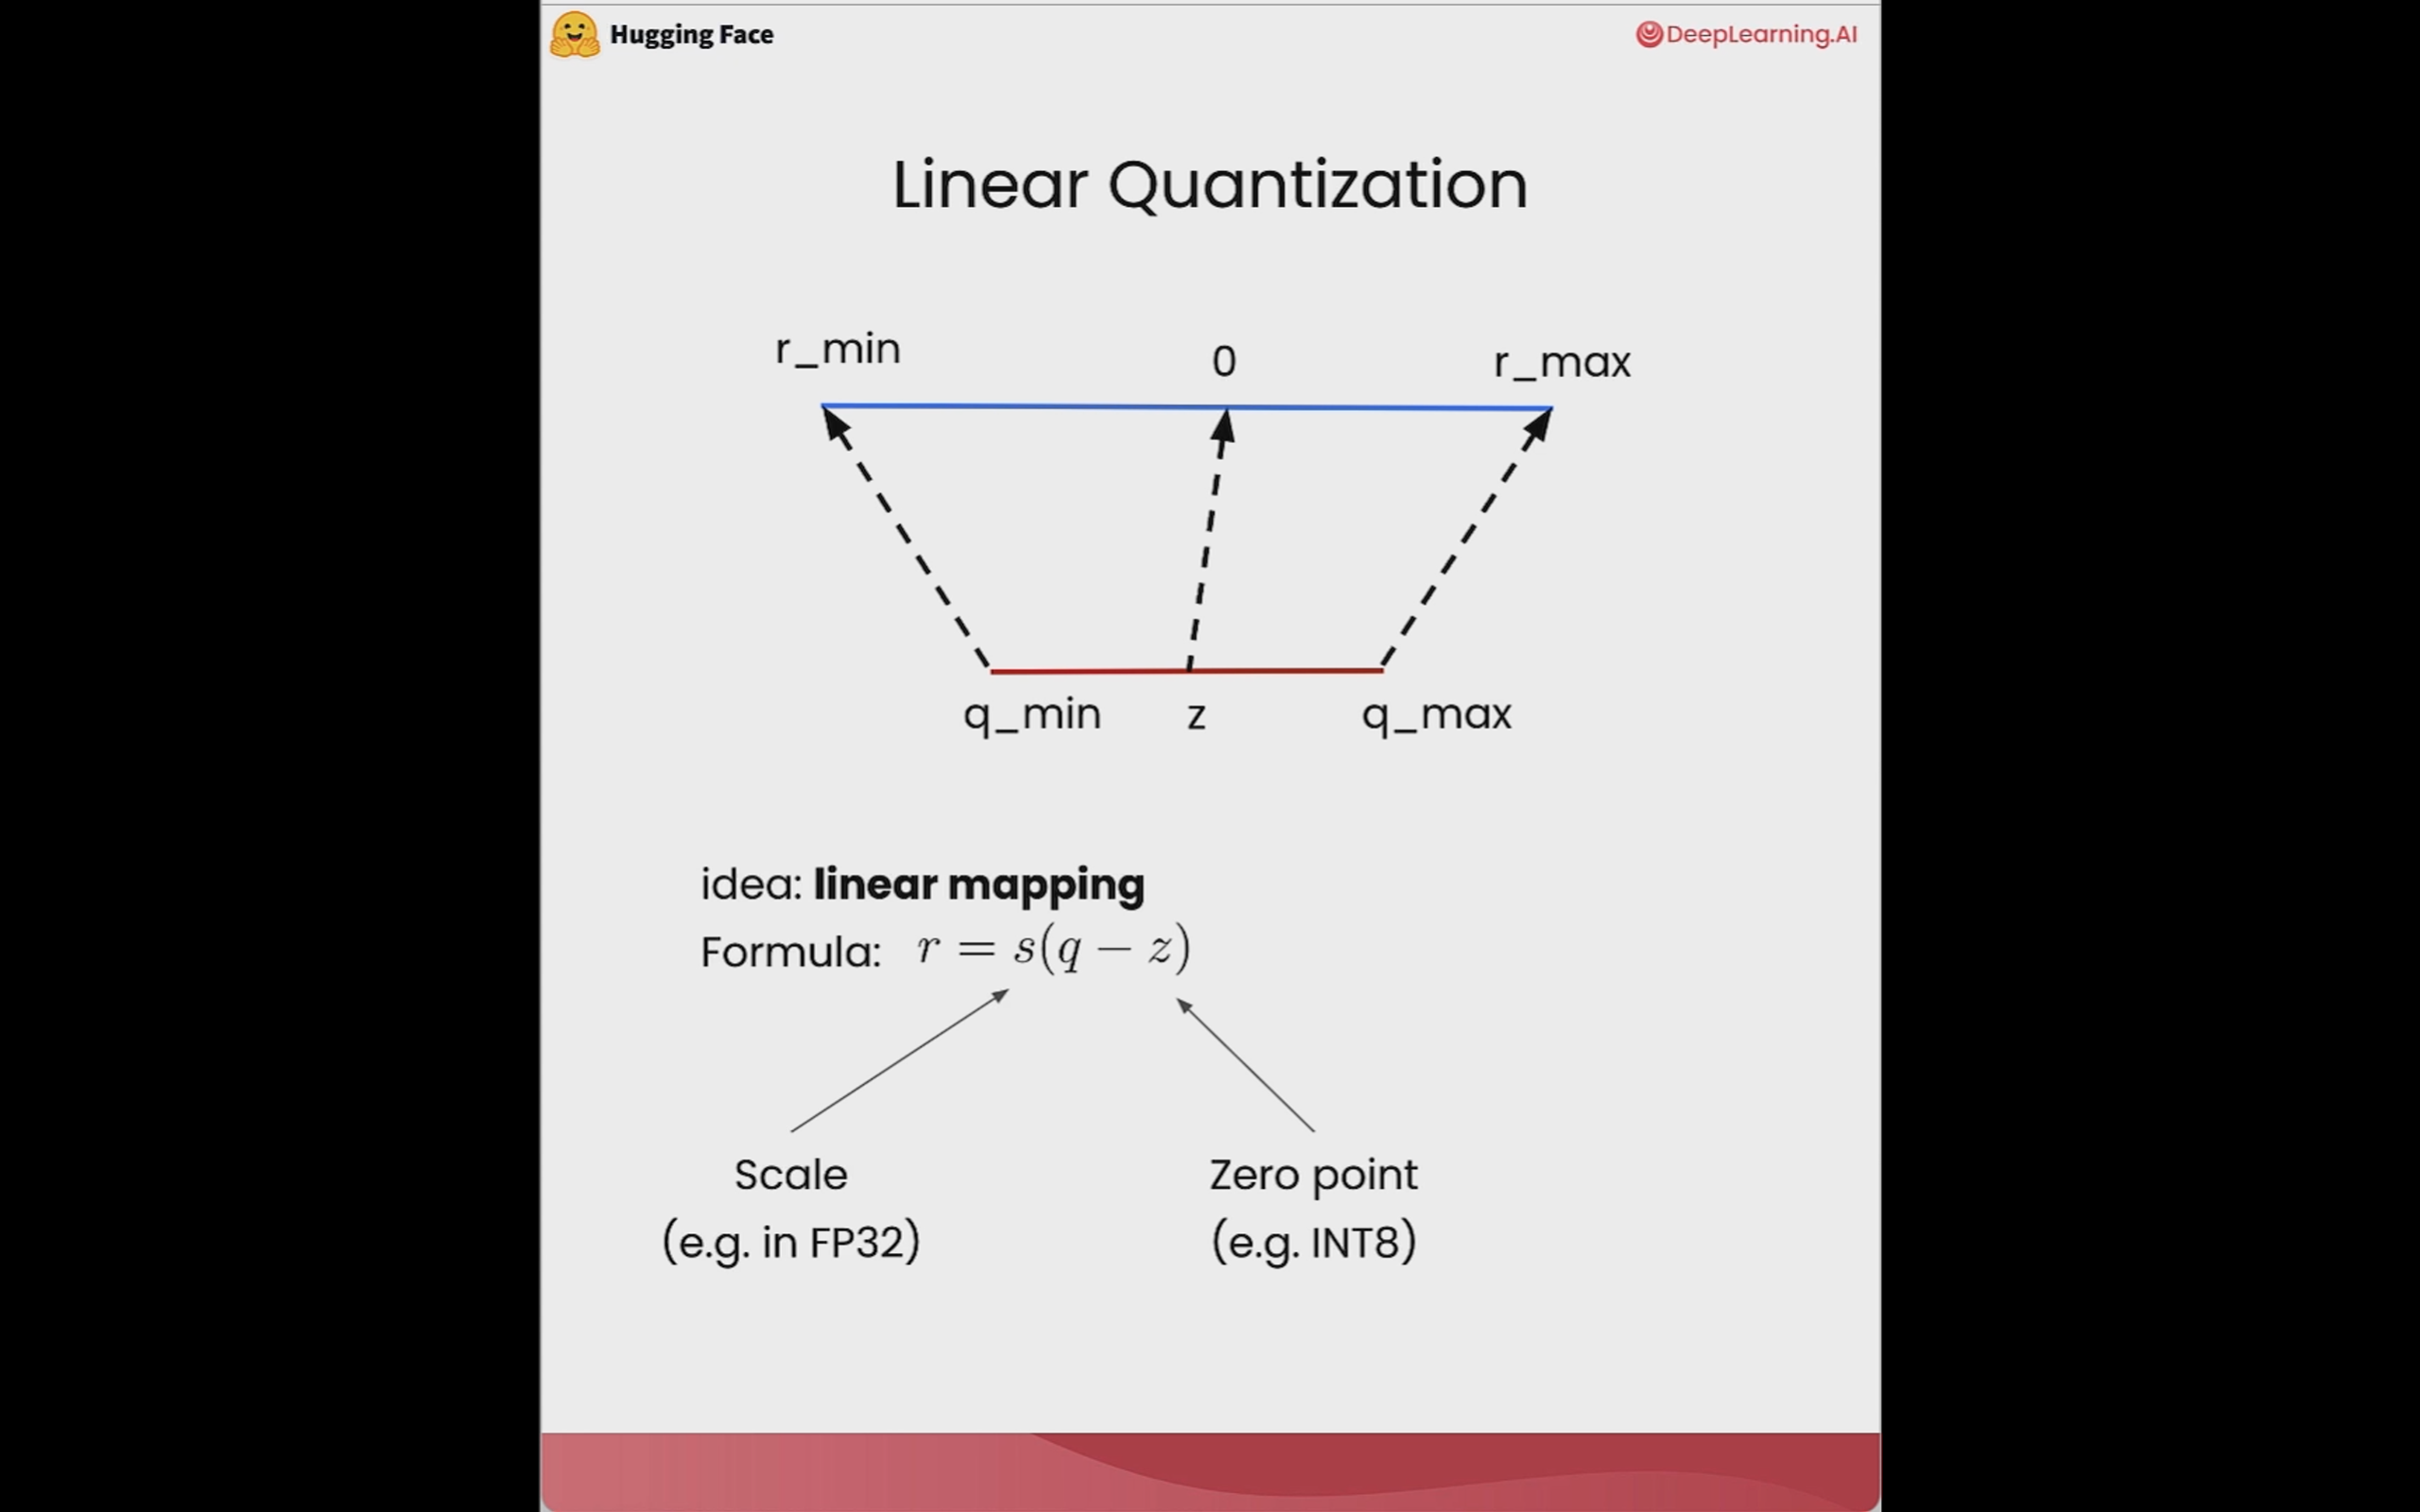 Hugging Face
DeepLearning.AI
Linear Quantization
r_min 0 r_max
q_min z q_max
idea: linear mapping
Formula: r = s(q − z)
Scale Zero point
(e.g. in FP32) (e.g. INT8)